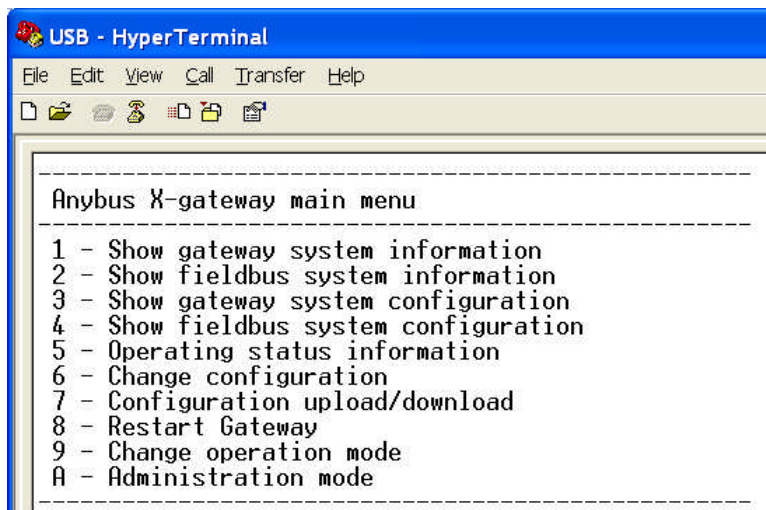 USB - HyperTerminal
File Edit View Call Transfer Help
Anybus X-gateway main menu
1 - Show gateway system information
2 - Show fieldbus system information
3 - Show gateway system configuration
4 - Show fieldbus system configuration
5 - Operating status information
6 - Change configuration
7 - Configuration upload/download
8 - Restart Gateway
9 - Change operation mode
A - Administration mode